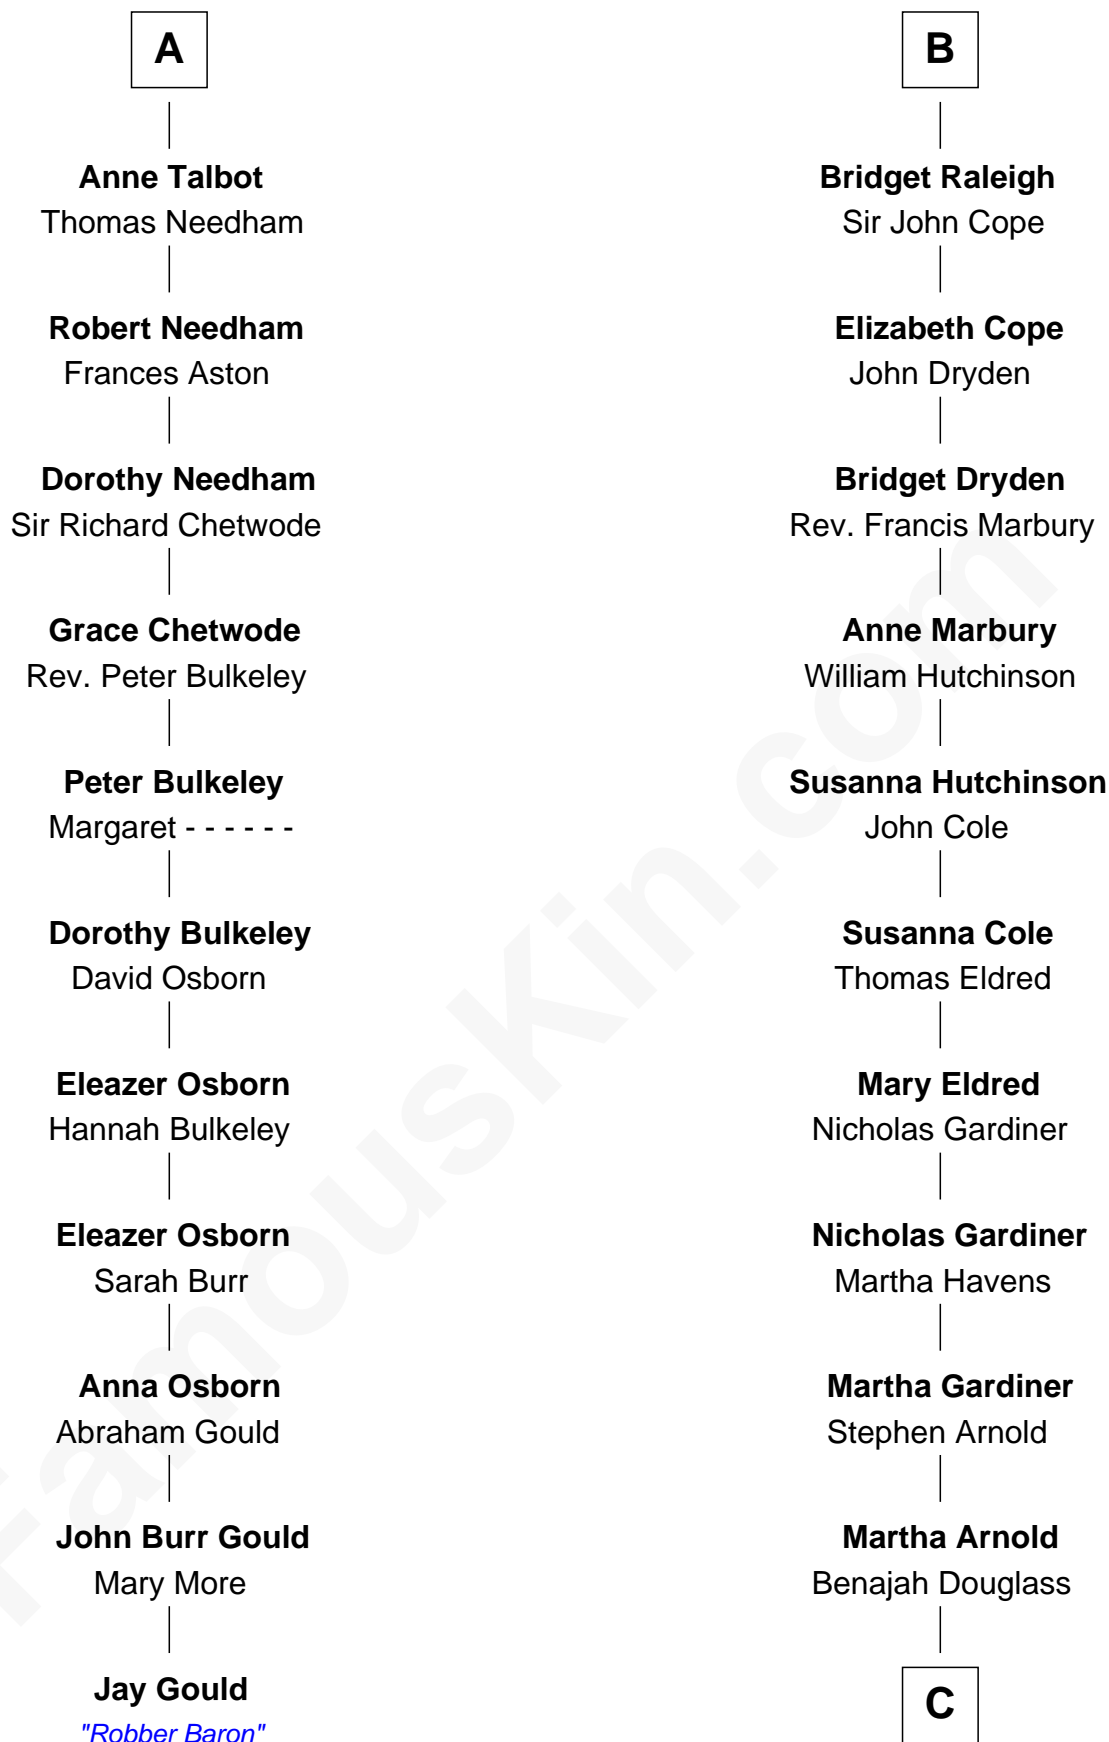 A
Anne Talbot
Thomas Needham
Robert Needham
Frances Aston
Dorothy Needham
Sir Richard Chetwode
Grace Chetwode
Rev. Peter Bulkeley
Peter Bulkeley
Margaret - - - - - -
Dorothy Bulkeley
David Osborn
Eleazer Osborn
Hannah Bulkeley
Eleazer Osborn
Sarah Burr
Anna Osborn
Abraham Gould
John Burr Gould
Mary More
Jay Gould
"Robber Baron"
B
Bridget Raleigh
Sir John Cope
Elizabeth Cope
John Dryden
Bridget Dryden
Rev. Francis Marbury
Anne Marbury
William Hutchinson
Susanna Hutchinson
John Cole
Susanna Cole
Thomas Eldred
Mary Eldred
Nicholas Gardiner
Nicholas Gardiner
Martha Havens
Martha Gardiner
Stephen Arnold
Martha Arnold
Benajah Douglass
C
FamousKin.com